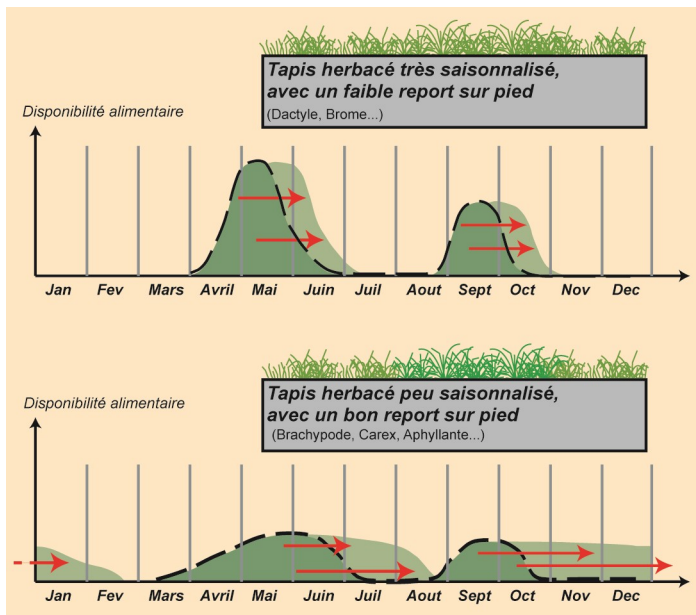 Tapis herbacé très saisonnalisé,
avec un faible report sur pied
(Dactyle, Brome...)
Disponibilité alimentaire
Jan Fev Mars Avril Mai Juin Juil Aout Sept Oct Nov Dec
Tapis herbacé peu saisonnalisé,
avec un bon report sur pied
(Brachypode, Carex, Aphyllante...)
Disponibilité alimentaire
Jan Fev Mars Avril Mai Juin Juil Aout Sept Oct Nov Dec